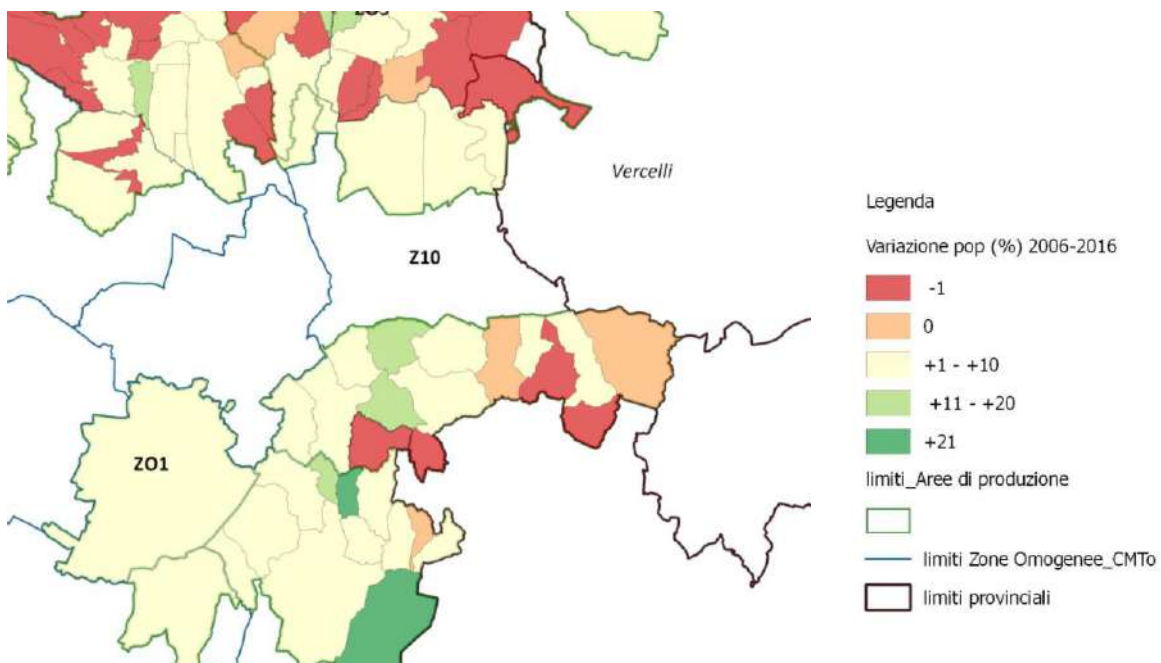 Vercelli
Z10
ZO1
Legenda
Variazione pop (%) 2006-2016
-1
0
+1 - +10
+11 - +20
+21
limiti_Aree di produzione
limiti Zone Omogenee_CMTo
limiti provinciali